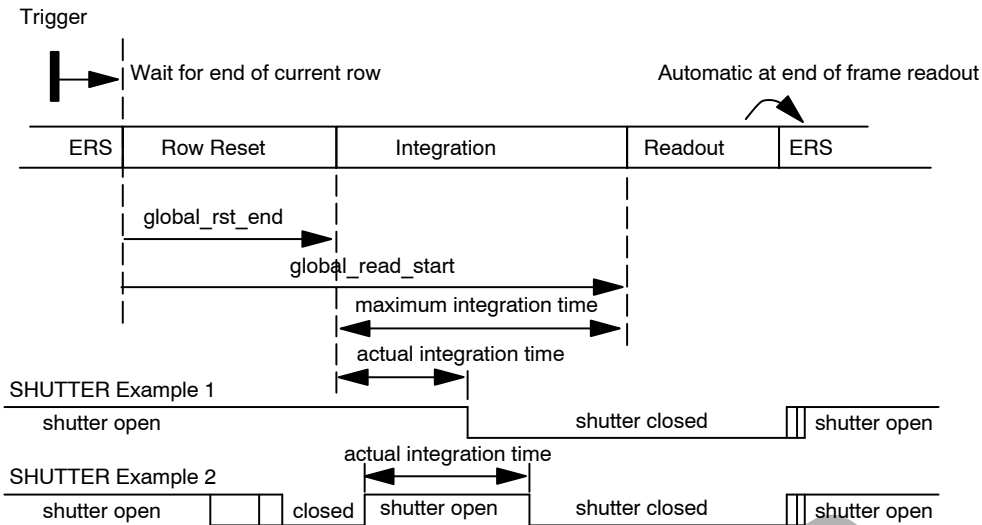 Trigger
Wait for end of current row
Automatic at end of frame readout
ERS Row Reset Integration Readout ERS
global_rst_end
global_read_start
maximum integration time
actual integration time
SHUTTER Example 1
shutter open shutter closed shutter open
actual integration time
SHUTTER Example 2
shutter open closed shutter open shutter closed shutter open